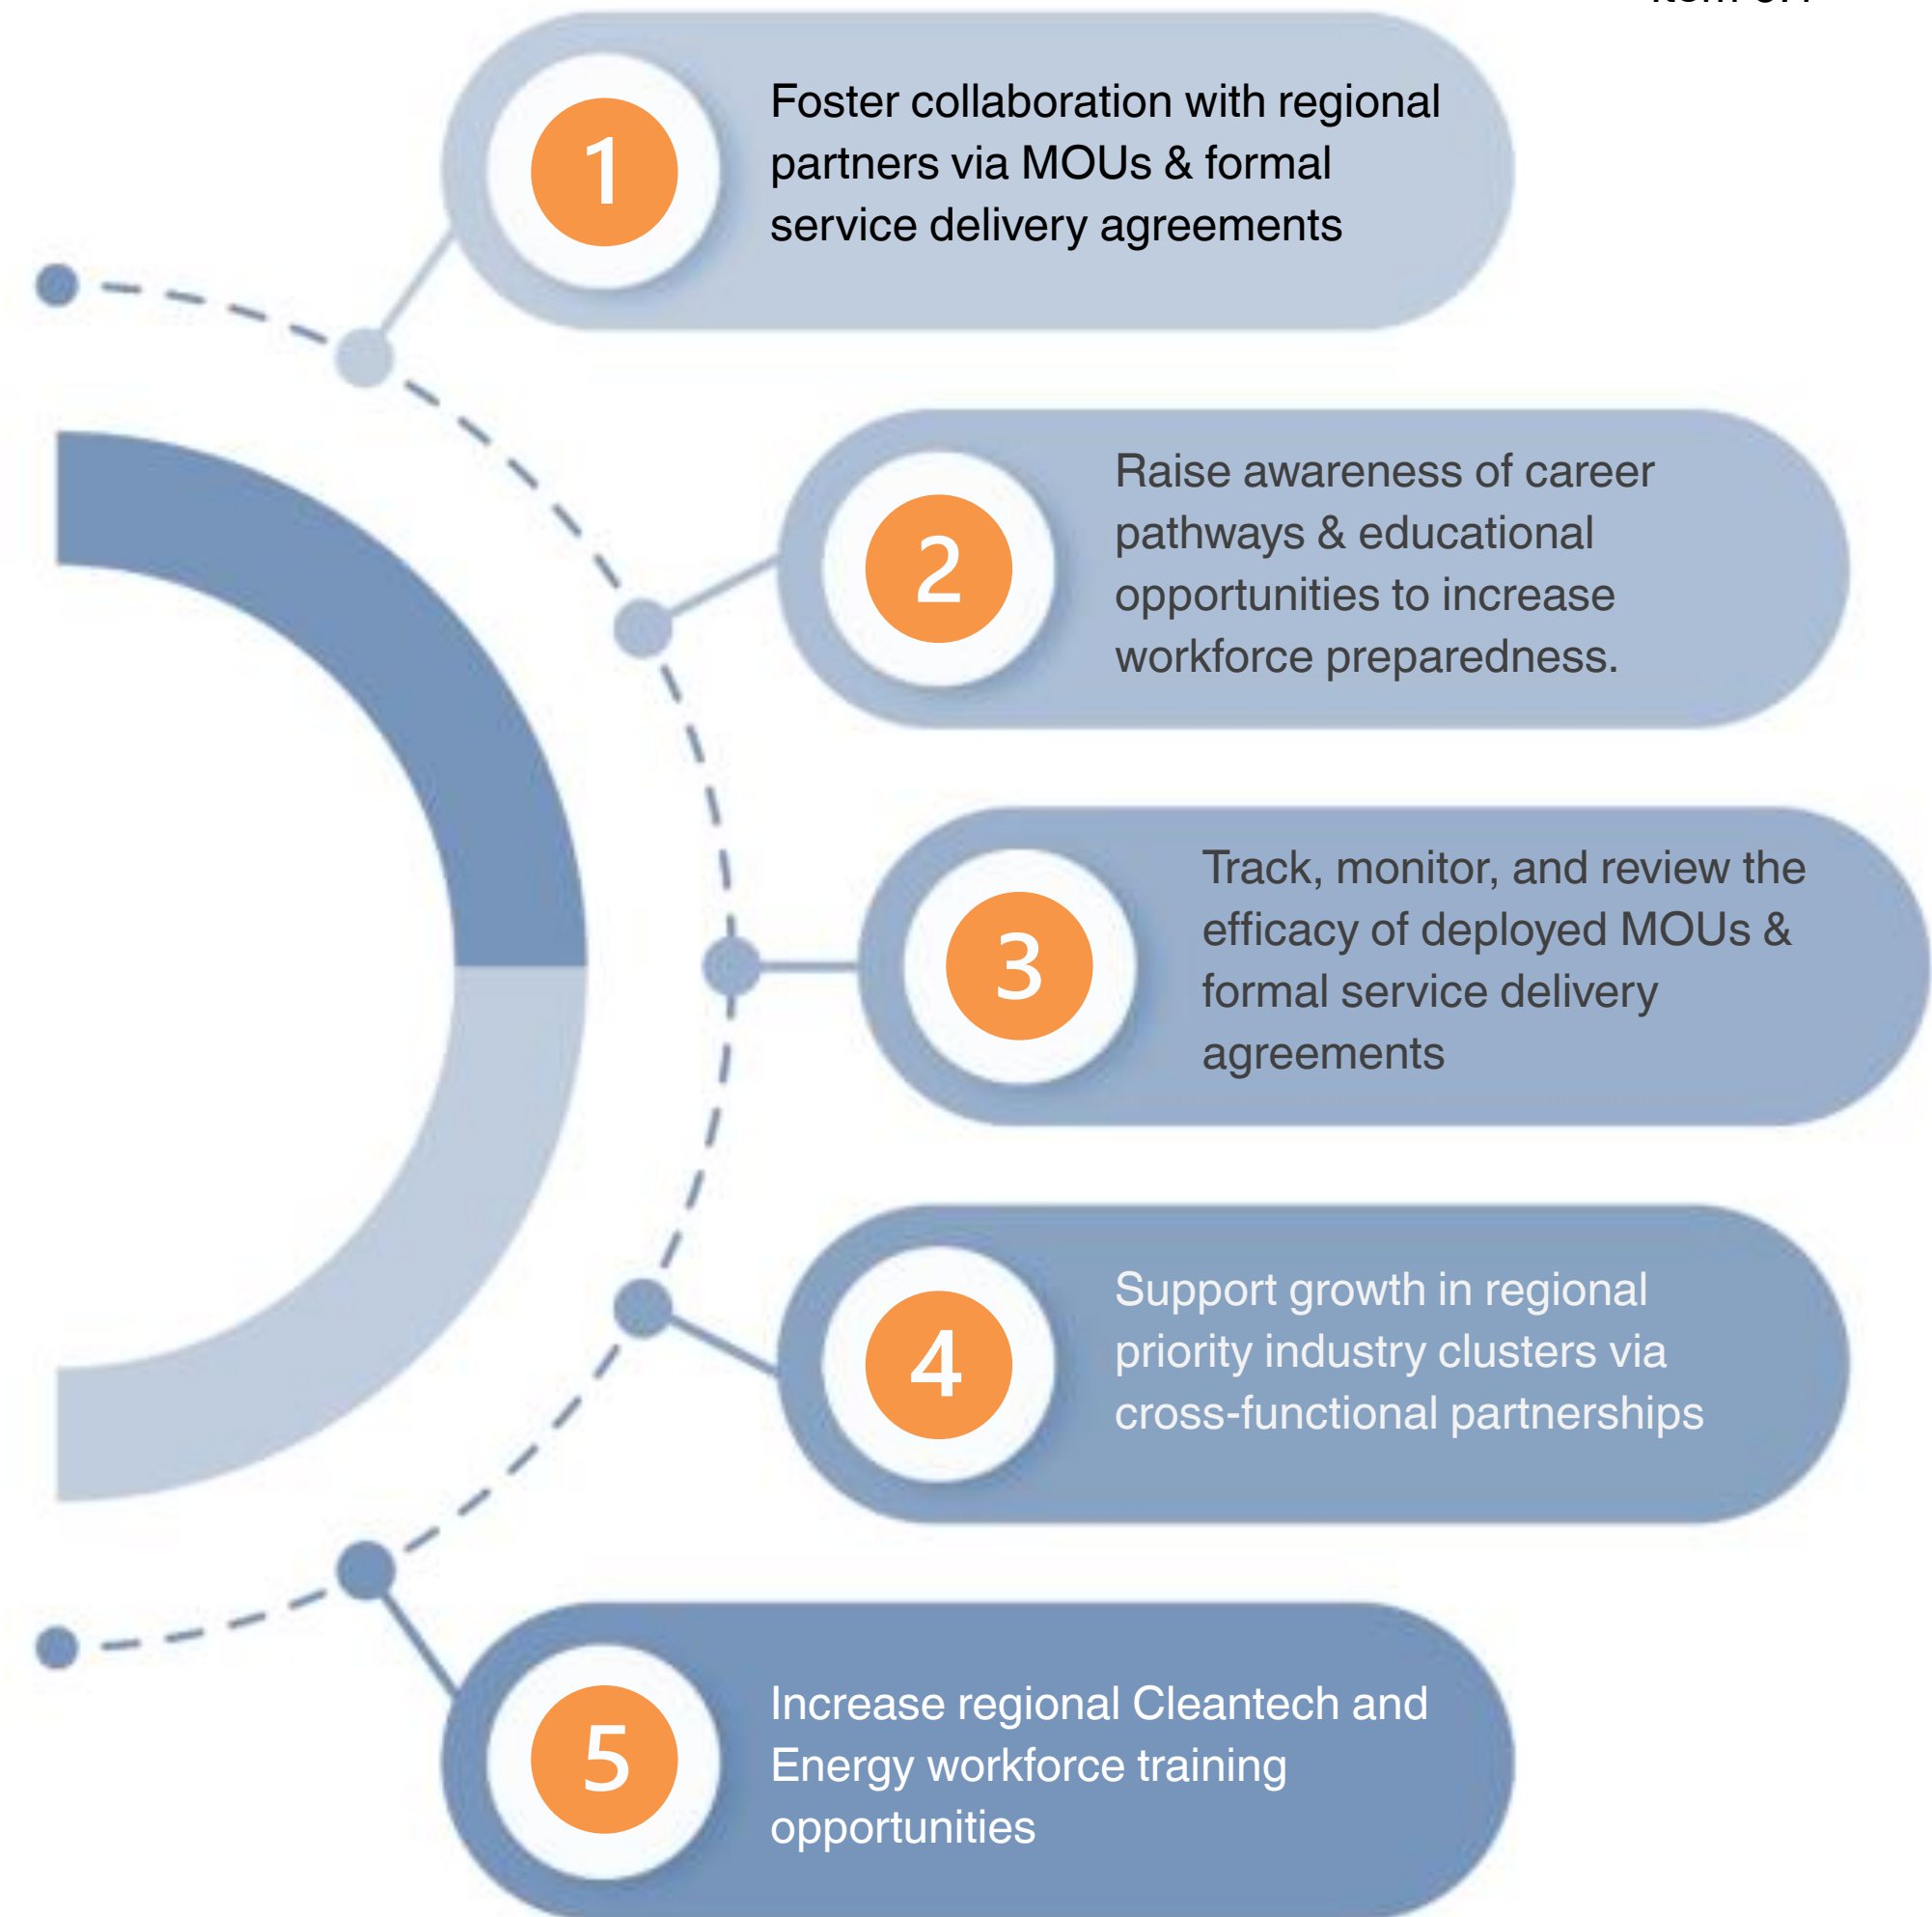 1
Foster collaboration with regional
partners via MOUs & formal
service delivery agreements
2
Raise awareness of career
pathways & educational
opportunities to increase
workforce preparedness.
3
Track, monitor, and review the
efficacy of deployed MOUs &
formal service delivery
agreements
4
Support growth in regional
priority industry clusters via
cross-functional partnerships
5
Increase regional Cleantech and
Energy workforce training
opportunities